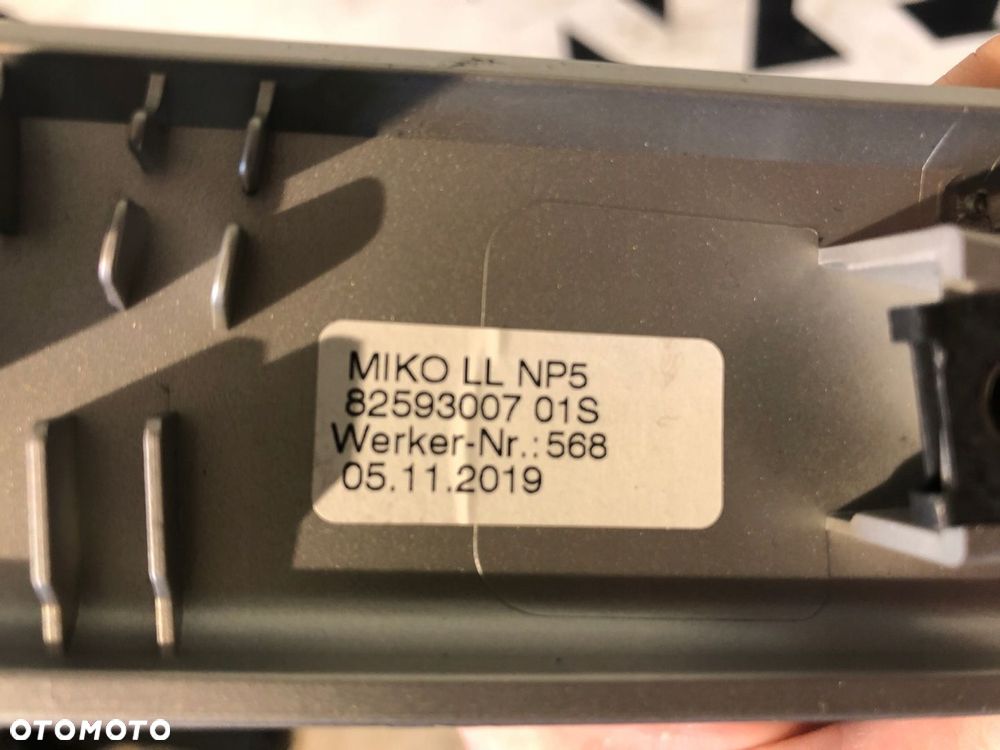 MIKO LL NP5
82593007 01S
Werker-Nr.:568
05.11.2019
OTOMOTO